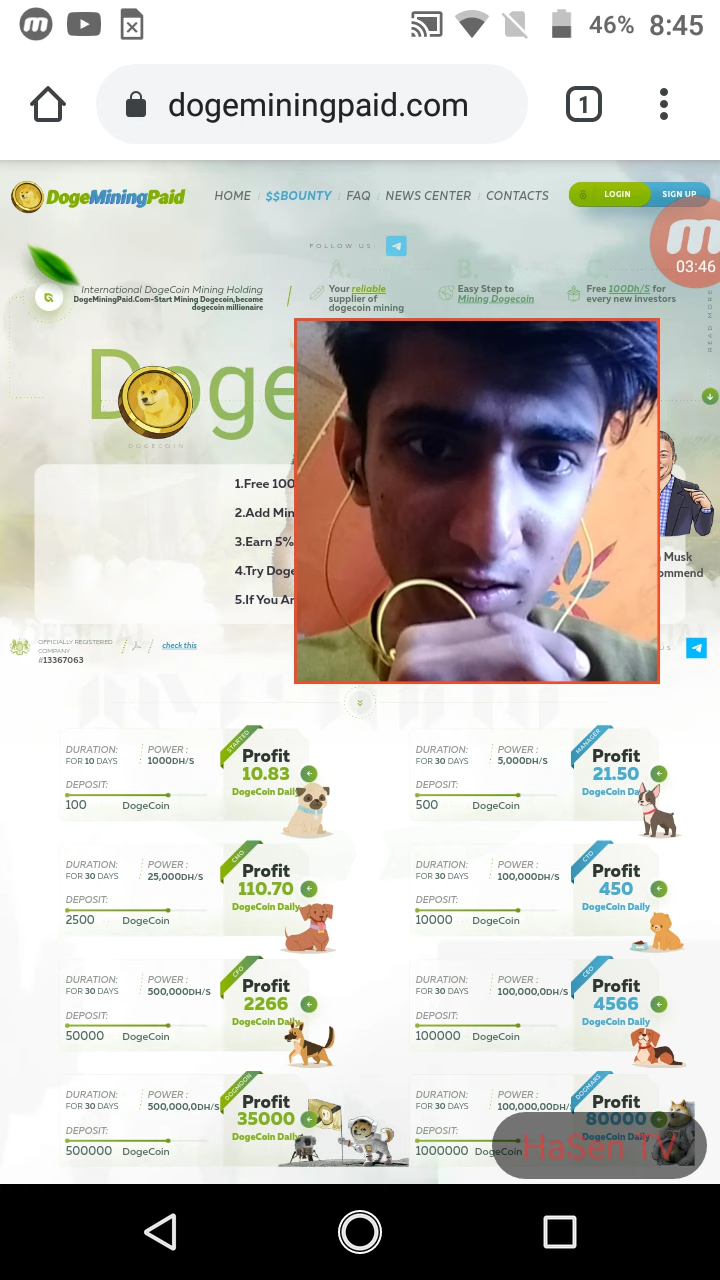 46% 8:45
dogeminingpaid.com
1
DogeMiningPaid
HOME $$BOUNTY FAQ NEWS CENTER CONTACTS
LOGIN
SIGN UP
03:46
FOLLOW US
A. B.
International DogeCoin Mining Holding
DogeMiningPaid.Com-Start Mining Dogecoin,become
dogecoin millionaire
Your reliable
supplier of
dogecoin mining
Easy Step to
Mining Dogecoin
Free 100Dh/S for
every new investors
READ MORE
Doge
DOGECOIN
1.Free 100
2.Add Min
3.Earn 5%
4.Try Doge
5.If You Ar
Musk
ommend
OFFICIALLY REGISTERED
COMPANY
#13367063
check this
US
DURATION: POWER :
FOR 10 DAYS 1000DH/S
DEPOSIT:
100 DogeCoin
STARTED
Profit
10.83
DogeCoin Daily
DURATION: POWER :
FOR 30 DAYS 5,000DH/S
DEPOSIT:
500 DogeCoin
MANAGER
Profit
21.50
DogeCoin Da
DURATION: POWER :
FOR 30 DAYS 25,000DH/S
DEPOSIT:
2500 DogeCoin
CMO
Profit
110.70
DogeCoin Daily
DURATION: POWER :
FOR 30 DAYS 100,000DH/S
DEPOSIT:
10000 DogeCoin
CTO
Profit
450
DogeCoin Daily
DURATION: POWER :
FOR 30 DAYS 500,000DH/S
DEPOSIT:
50000 DogeCoin
CFO
Profit
2266
DogeCoin Daily
DURATION: POWER :
FOR 30 DAYS 100,000,0DH/S
DEPOSIT:
100000 DogeCoin
CEO
Profit
4566
DogeCoin Daily
DURATION: POWER :
FOR 30 DAYS 500,000,0DH/S
DEPOSIT:
500000 DogeCoin
DOGMOON
Profit
35000
DogeCoin Daily
DURATION: POWER :
FOR 30 DAYS 100,000,00DH/S
DEPOSIT:
1000000 DogeCoin
DOGMARS
Profit
80000
DogeCoin Daily
HaSen TV